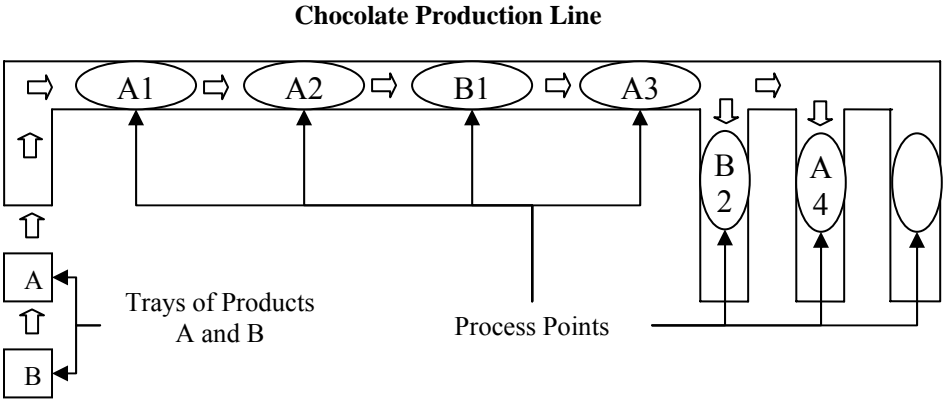 Chocolate Production Line
A1
A2
B1
A3
B
2
A
4
A
B
Trays of Products
A and B
Process Points